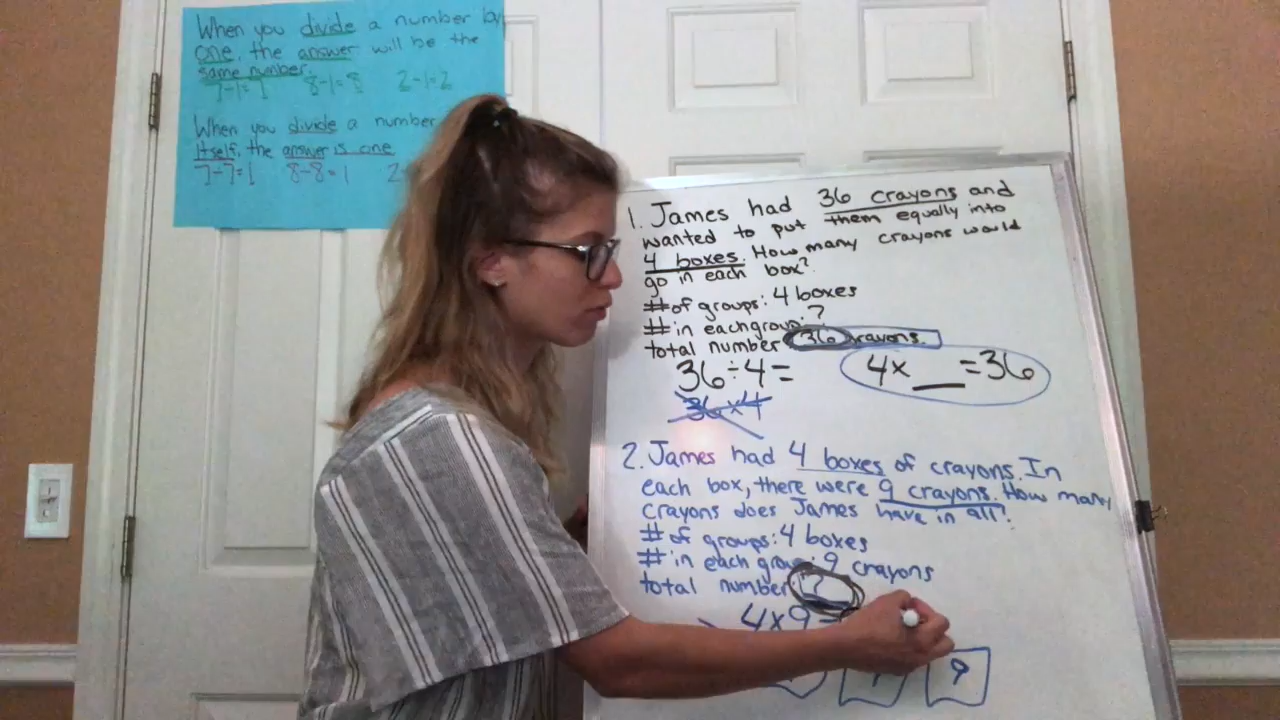 When you divide a number by
one, the answer will be the
same number.
7÷1=7 8÷1=8 2÷1=2
When you divide a number
itself, the answer is one
7÷7=1 8÷8=1 2
1. James had 36 crayons and
wanted to put them equally into
4 boxes. How many crayons would
go in each box?
# of groups: 4 boxes
# in each group: ?
total number 36 crayons.
36÷4=
4x __ =36
36x4
2. James had 4 boxes of crayons. In
each box, there were 9 crayons. How many
crayons does James have in all?
# of groups: 4 boxes
# in each group: 9 crayons
total number ?
4x9=
9